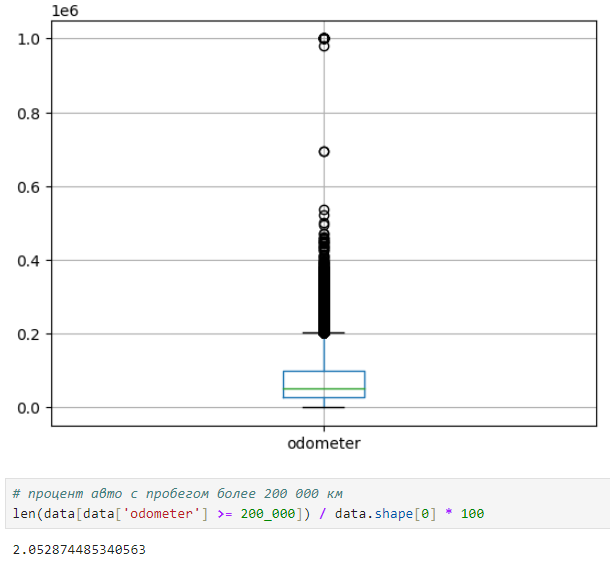 1e6
1.0
0.8
0.6
0.4
0.2
0.0
odometer
# процент авто с пробегом более 200 000 км
len(data[data['odometer'] >= 200_000]) / data.shape[0] * 100
2.052874485340563